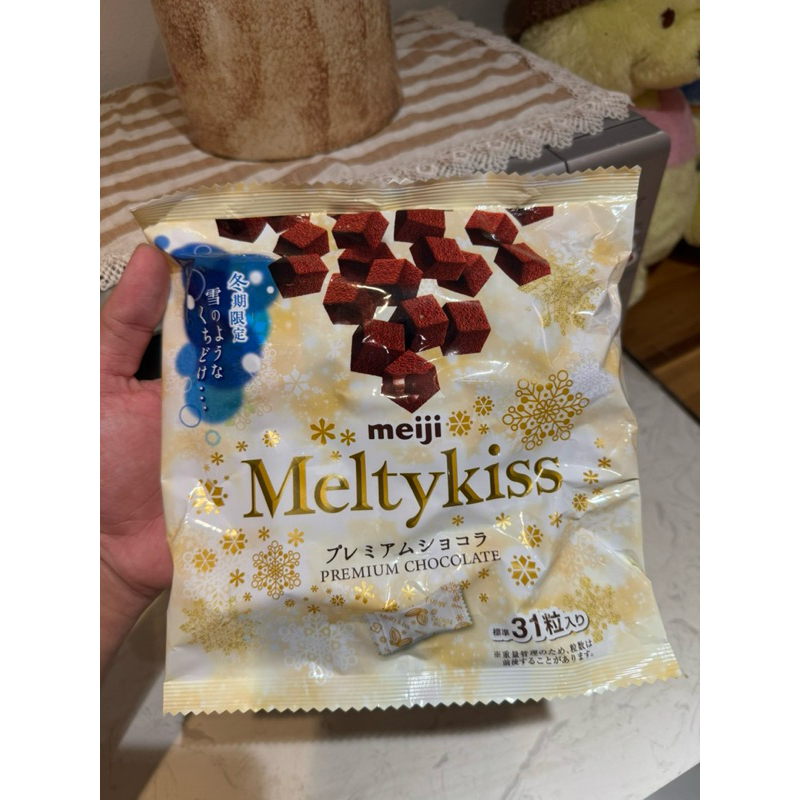 冬期限定
雪のような
くちどけ・・・
meiji
Meltykiss
プレミアムショコラ
PREMIUM CHOCOLATE
標準31粒入り
※重量管理のため、粒数は
前後することがあります。